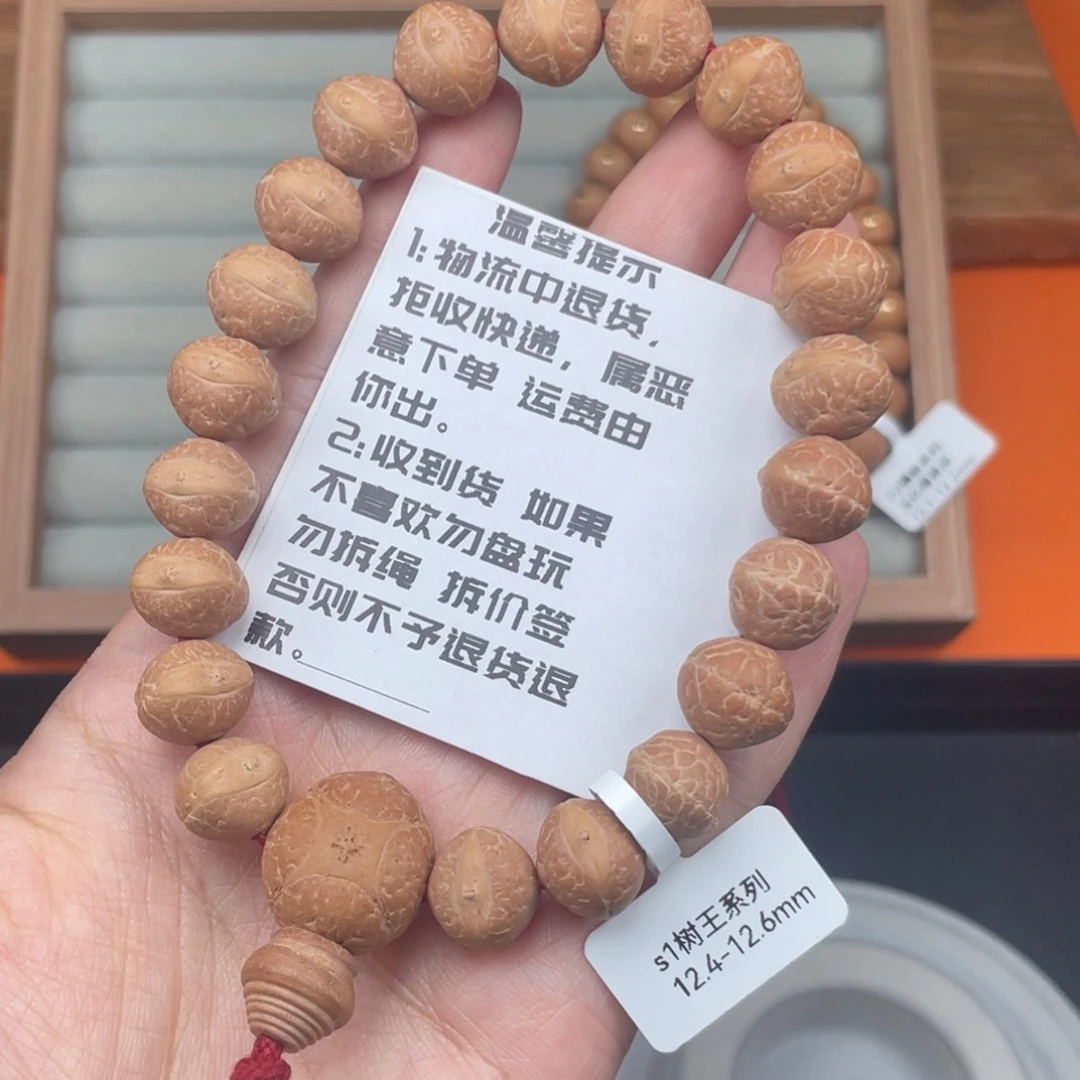 温馨提示
1:物流中退货,
拒收快递,属恶
意下单 运费由
你出。
2:收到货 如果
不喜欢勿盘玩
勿拆绳 拆价签
否则不予退货退
款。
s1树王系列
12.4-12.6mm